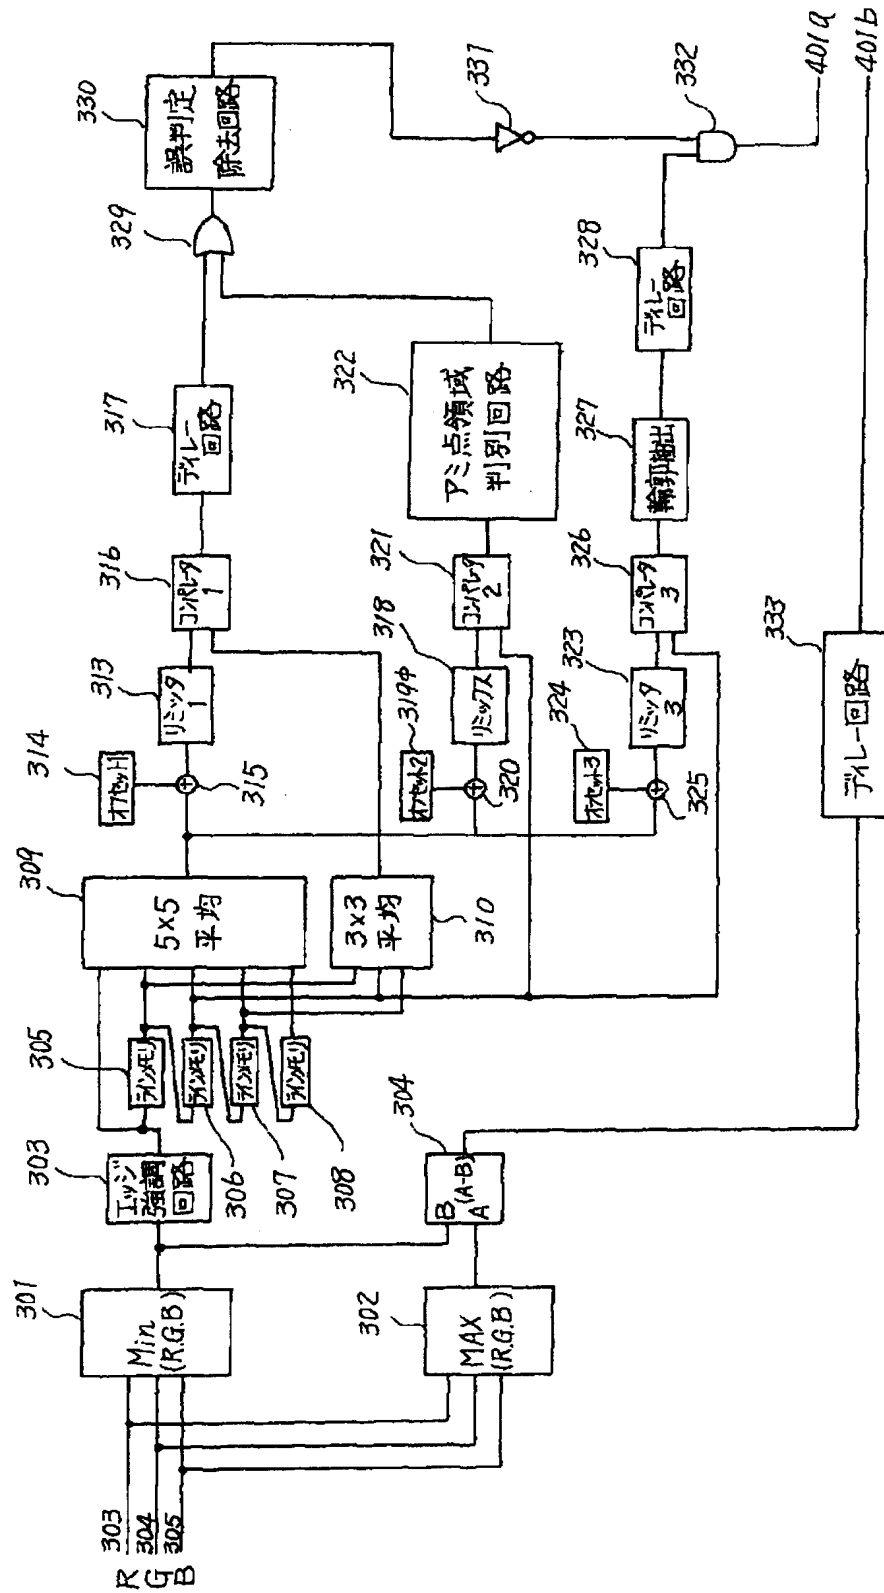 R 303
G 304
B 305
301
Min
(R.G.B)
302
MAX
(R.G.B)
303
エッジ
強調
回路
304
B
A
(A-B)
305
ラインメモリ
306
ラインメモリ
307
ラインメモリ
308
ラインメモリ
309
5×5
平均
310
3×3
平均
314
オフセット1
315
313
リミッタ
1
316
コンパレータ
1
317
ディレー
回路
319φ
オフセット2
320
318
リミックス
321
コンパレータ
2
322
アミ点領域
判別回路
324
オフセット3
325
323
リミッタ
3
326
コンパレータ
3
327
輪郭抽出
328
ディレー
回路
329
330
誤判定
除去回路
331
332
333
ディレー回路
401a
401b